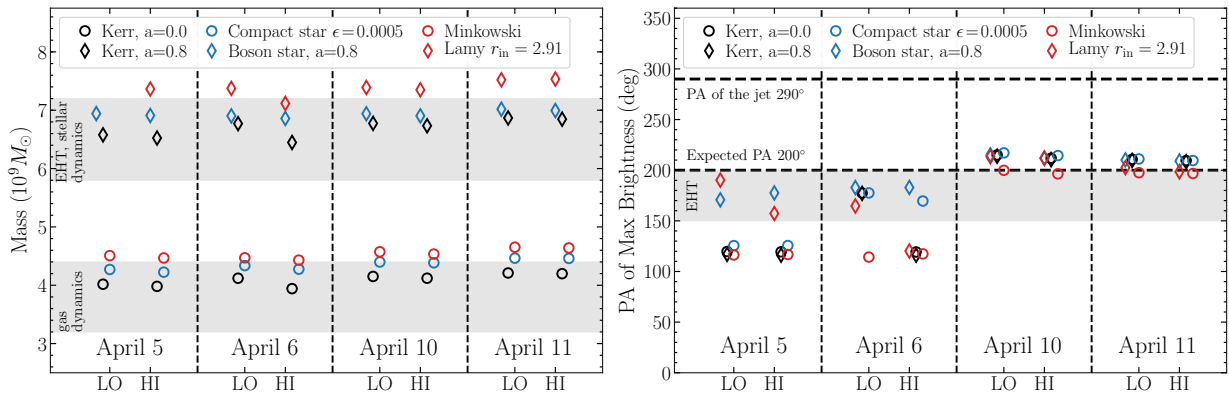 Kerr, a=0.0
Compact star ϵ=0.0005
Minkowski
Kerr, a=0.8
Boson star, a=0.8
Lamy r_in = 2.91
Mass (10⁹M⊙)
8
7
6
5
4
3
EHT, stellar
dynamics
gas
dynamics
April 5
April 6
April 10
April 11
LO HI LO HI LO HI LO HI
Kerr, a=0.0
Compact star ϵ=0.0005
Minkowski
Kerr, a=0.8
Boson star, a=0.8
Lamy r_in = 2.91
PA of Max Brightness (deg)
350
300
250
200
150
100
50
0
PA of the jet 290°
Expected PA 200°
EHT
April 5
April 6
April 10
April 11
LO HI LO HI LO HI LO HI